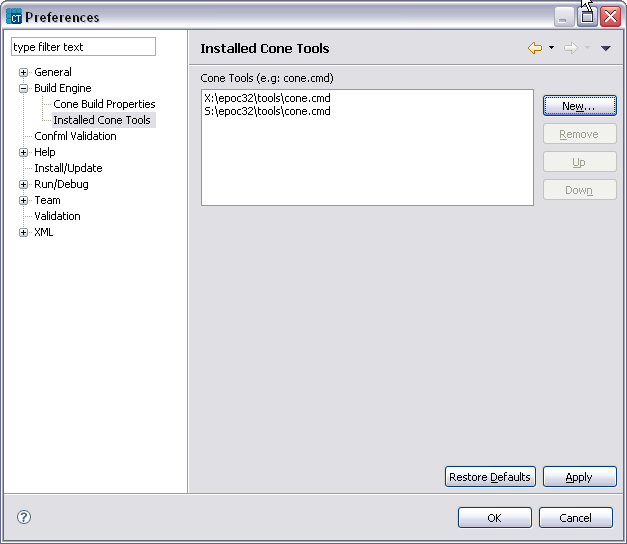 CT Preferences
type filter text
General
Build Engine
Cone Build Properties
Installed Cone Tools
Confml Validation
Help
Install/Update
Run/Debug
Team
Validation
XML
Installed Cone Tools
Cone Tools (e.g: cone.cmd)
X:\epoc32\tools\cone.cmd
S:\epoc32\tools\cone.cmd
New...
Remove
Up
Down
Restore Defaults
Apply
?
OK
Cancel